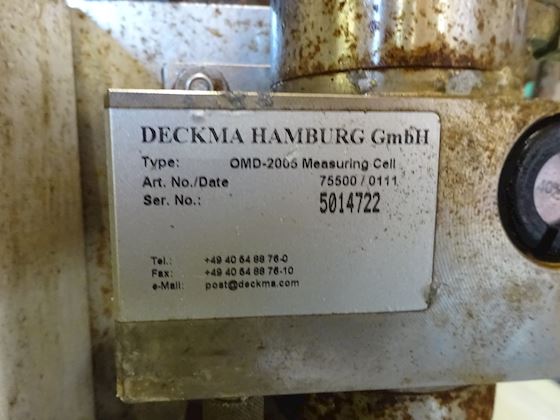 DECKMA HAMBURG GmbH
Type: OMD-2005 Measuring Cell
Art. No./Date 75500 / 0111
Ser. No.: 5014722
Tel.: +49 40 54 88 76-0
Fax: +49 40 54 88 76-10
e-Mail: post@deckma.com